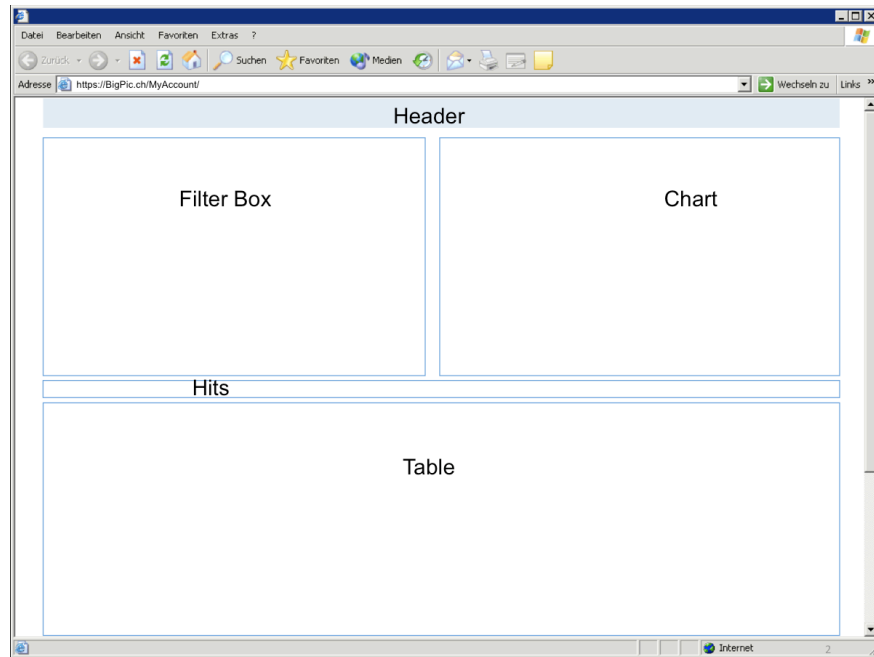 Datei Bearbeiten Ansicht Favoriten Extras ?
Zurück Suchen Favoriten Medien
Adresse https://BigPic.ch/MyAccount/ Wechseln zu Links »
Header
Filter Box Chart
Hits
Table
Internet 2